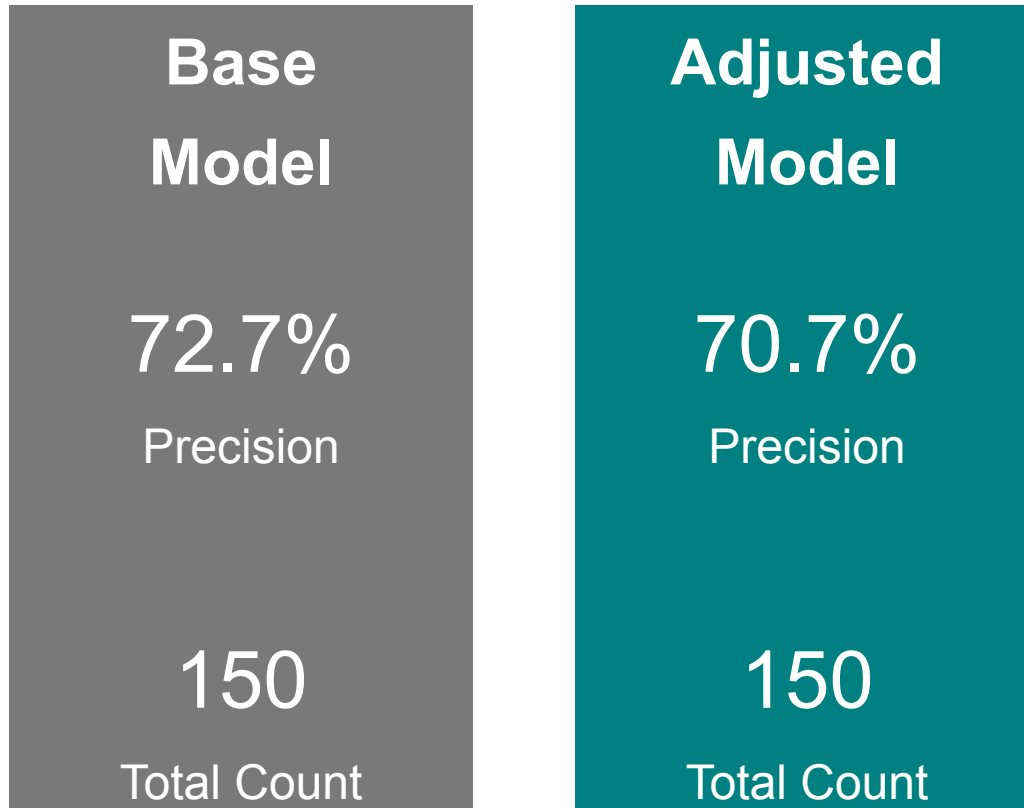 Base
Model
72.7%
Precision
150
Total Count
Adjusted
Model
70.7%
Precision
150
Total Count